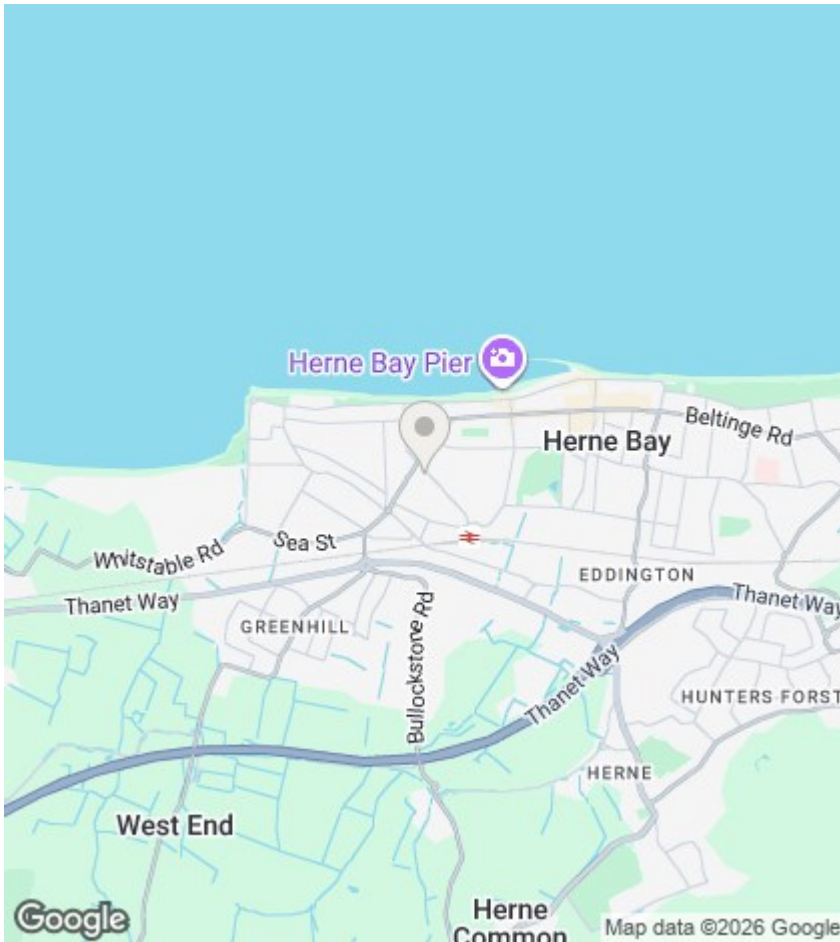 Herne Bay Pier
Beltinge Rd
Herne Bay
Whitstable Rd
Sea St
EDDINGTON
Thanet Way
Thanet Way
GREENHILL
Bullockstone Rd
Thanet Way
HUNTERS FORST
HERNE
West End
Herne
Common
Google
Map data ©2026 Google